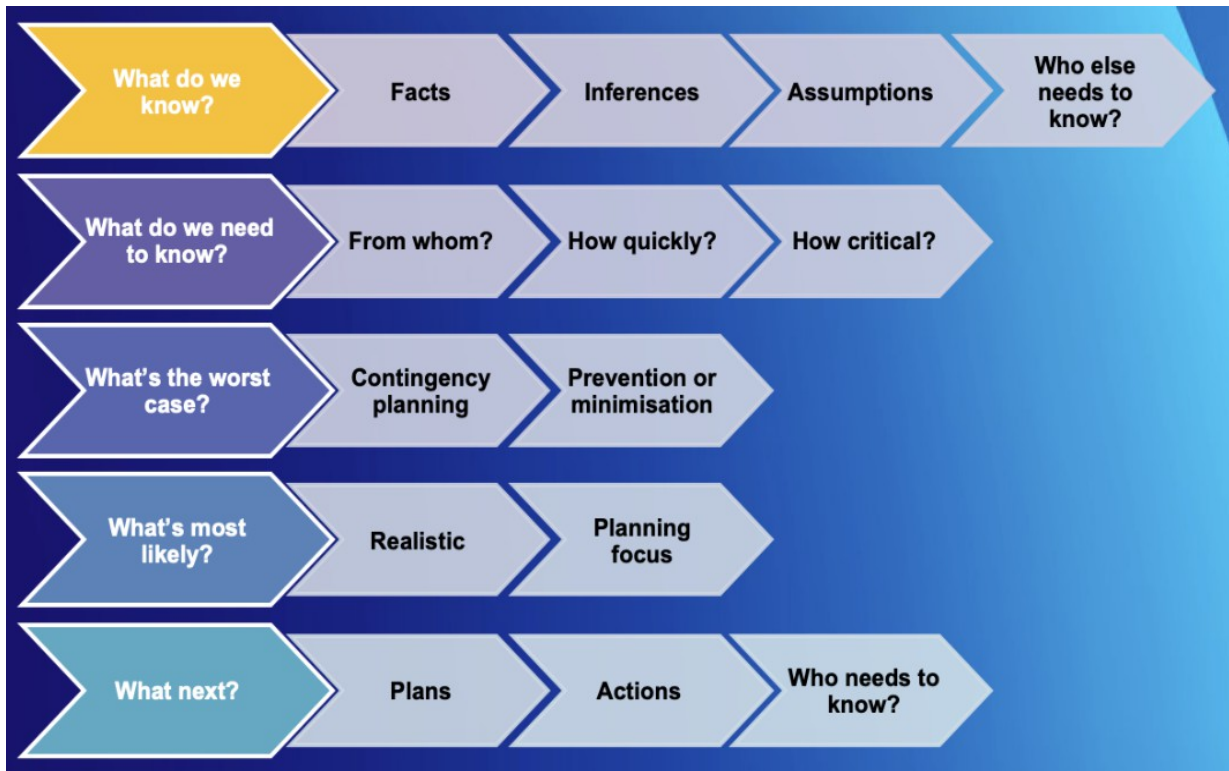 What do we
know?
Facts
Inferences
Assumptions
Who else
needs to
know?
What do we need
to know?
From whom?
How quickly?
How critical?
What’s the worst
case?
Contingency
planning
Prevention or
minimisation
What’s most
likely?
Realistic
Planning
focus
What next?
Plans
Actions
Who needs to
know?